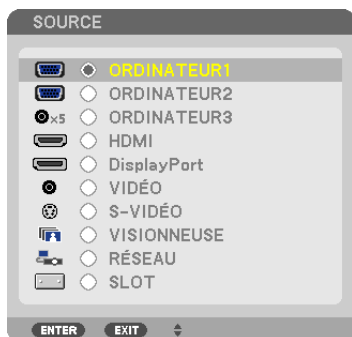 SOURCE
ORDINATEUR1
ORDINATEUR2
×5 ORDINATEUR3
HDMI
DisplayPort
VIDÉO
S-VIDÉO
VISIONNEUSE
RÉSEAU
SLOT
ENTER EXIT